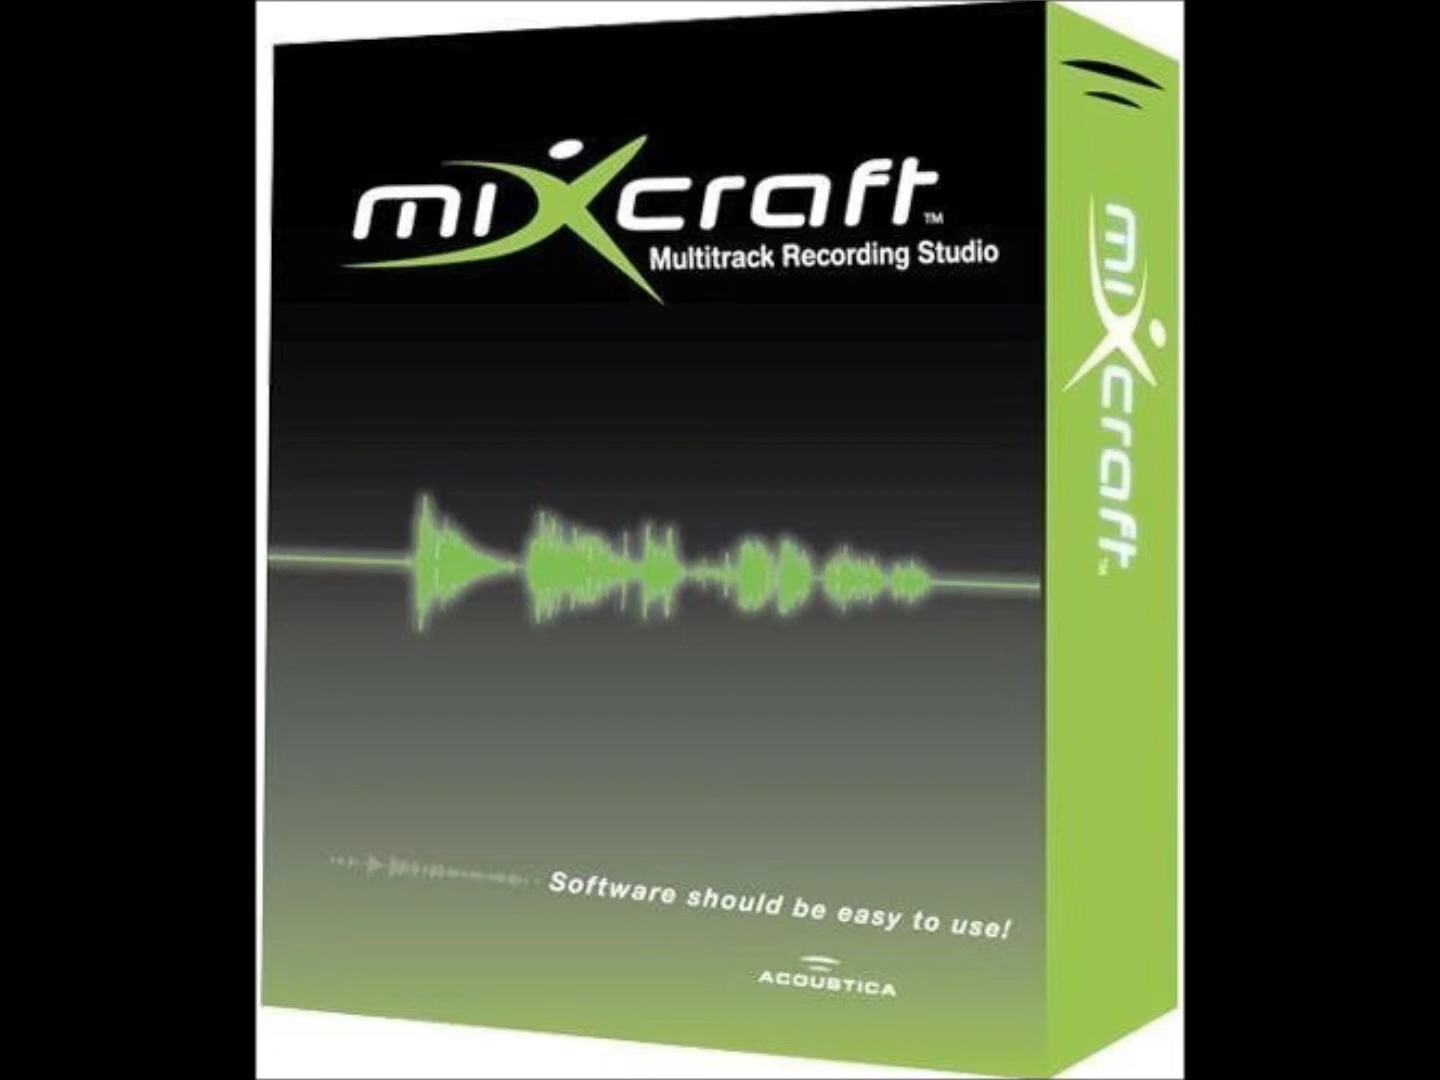 mixcraft™
Multitrack Recording Studio
Software should be easy to use!
ACOUSTICA
mixcraft™